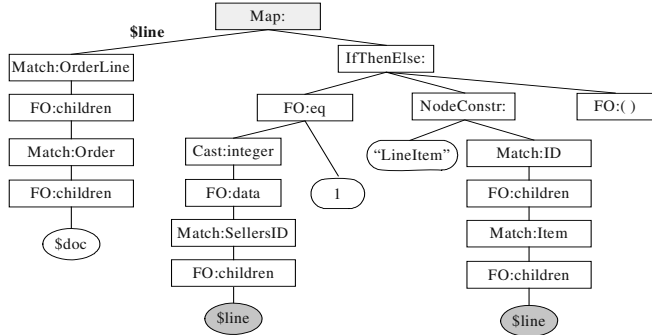 Map:
$line
Match:OrderLine
IfThenElse:
FO:children
FO:eq
NodeConstr:
FO:( )
Match:Order
Cast:integer
“LineItem”
Match:ID
FO:children
FO:data
1
FO:children
$doc
Match:SellersID
Match:Item
FO:children
FO:children
$line
$line